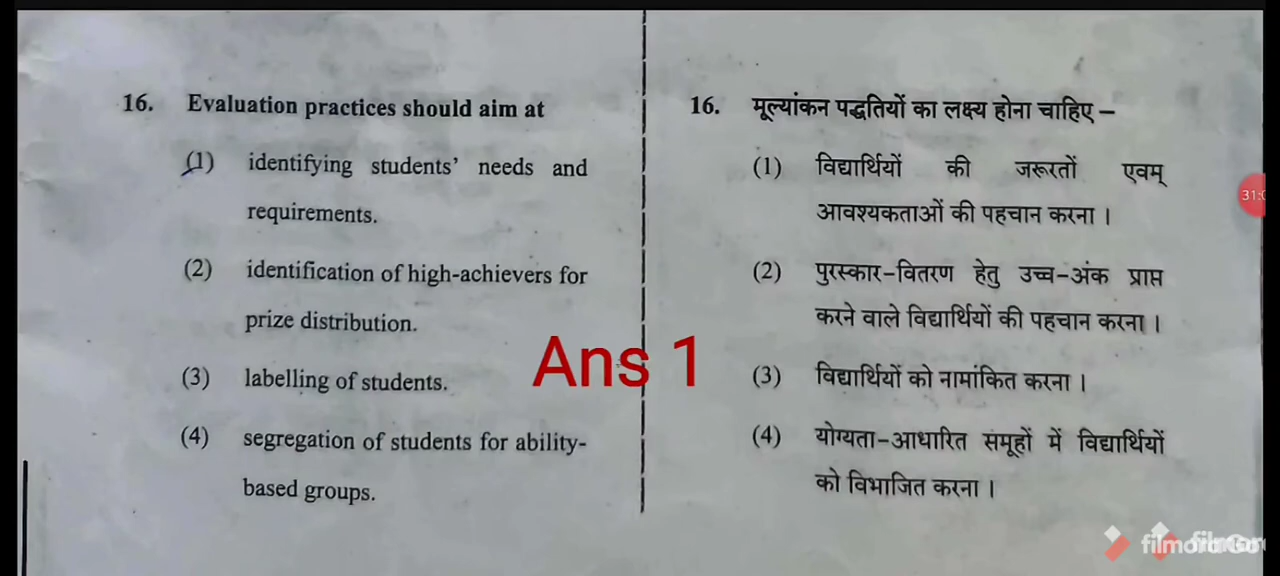 16. Evaluation practices should aim at
(1) identifying students' needs and
requirements.
(2) identification of high-achievers for
prize distribution.
(3) labelling of students.
(4) segregation of students for ability-
based groups.
Ans 1
16. मूल्यांकन पद्धतियों का लक्ष्य होना चाहिए –
(1) विद्यार्थियों की जरूरतों एवम्
आवश्यकताओं की पहचान करना ।
(2) पुरस्कार-वितरण हेतु उच्च-अंक प्राप्त
करने वाले विद्यार्थियों की पहचान करना ।
(3) विद्यार्थियों को नामांकित करना ।
(4) योग्यता-आधारित समूहों में विद्यार्थियों
को विभाजित करना ।
filmora Go